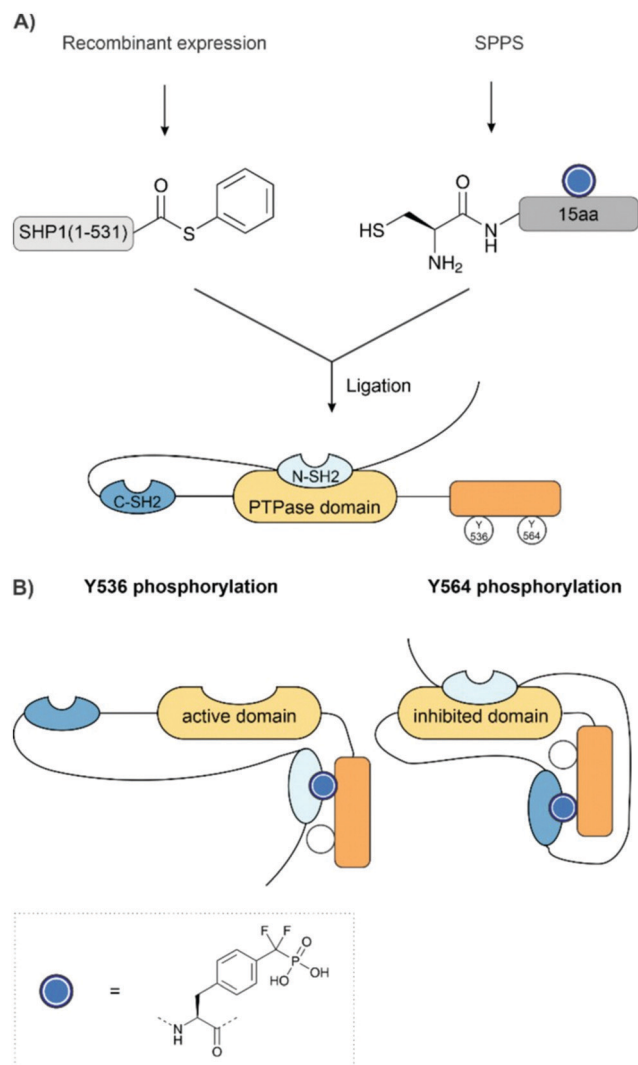 A)
Recombinant expression
SPPS
O
S
SHP1(1-531)
O
HS
N
H
NH2
15aa
Ligation
N-SH2
C-SH2
PTPase domain
Y
536
Y
564
B)
Y536 phosphorylation
Y564 phosphorylation
active domain
inhibited domain
=
F
F
O
P
HO
OH
N
H
O